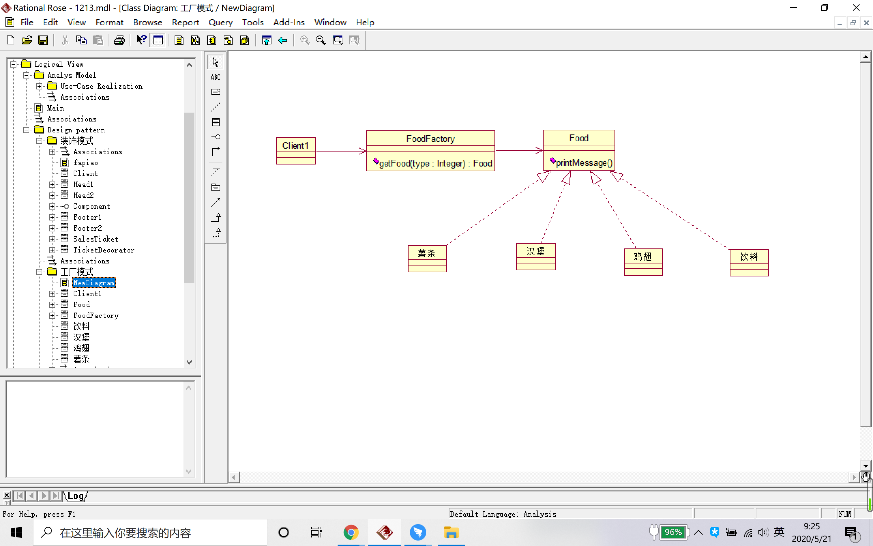 Rational Rose - 1213.mdl - [Class Diagram: 工厂模式 / NewDiagram]
File Edit View Format Browse Report Query Tools Add-Ins Window Help
Logical View
Analys Model
Use-Case Realization
Associations
Main
Associations
Design pattern
装饰模式
Associations
fapiao
Client
Head1
Head2
Component
Footer1
Footer2
SalesTicket
TicketDecorator
Associations
工厂模式
NewDiagram
Client1
Food
FoodFactory
饮料
汉堡
鸡翅
薯条
ABC
Client1
FoodFactory
getFood(type : Integer) : Food
Food
printMessage()
薯条
汉堡
鸡翅
饮料
Log
For Help, press F1
Default Language: Analysis
NUM
在这里输入你要搜索的内容
96%
英
9:25
2020/5/21